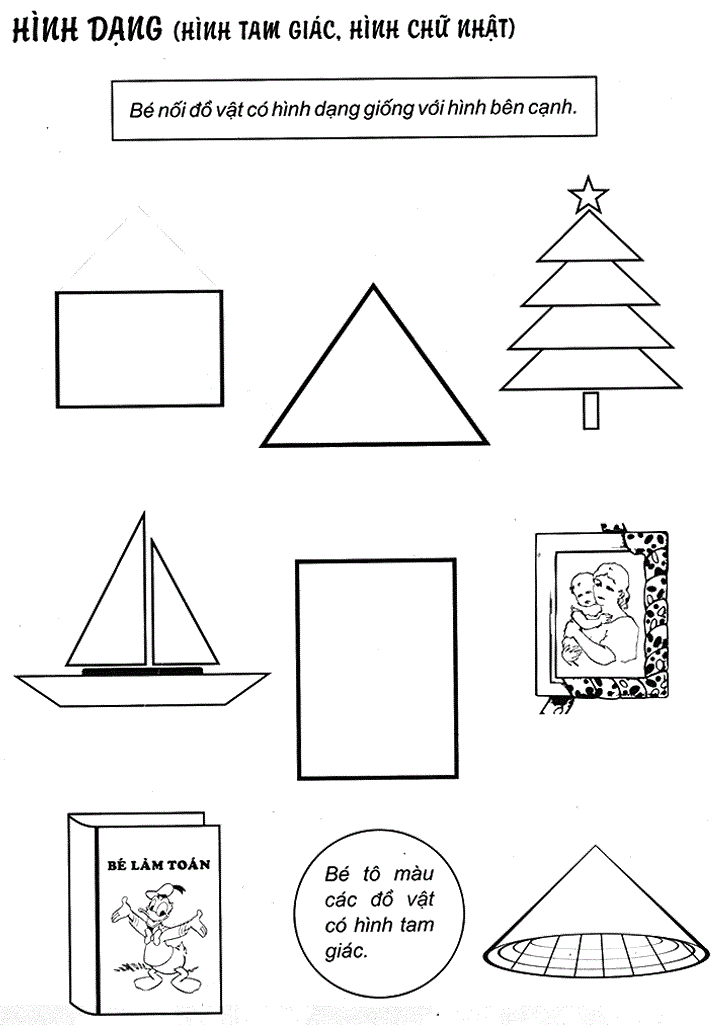 HÌNH DẠNG (HÌNH TAM GIÁC, HÌNH CHỮ NHẬT)
Bé nối đồ vật có hình dạng giống với hình bên cạnh.
BÉ LÀM TOÁN
Bé tô màu
các đồ vật
có hình tam
giác.